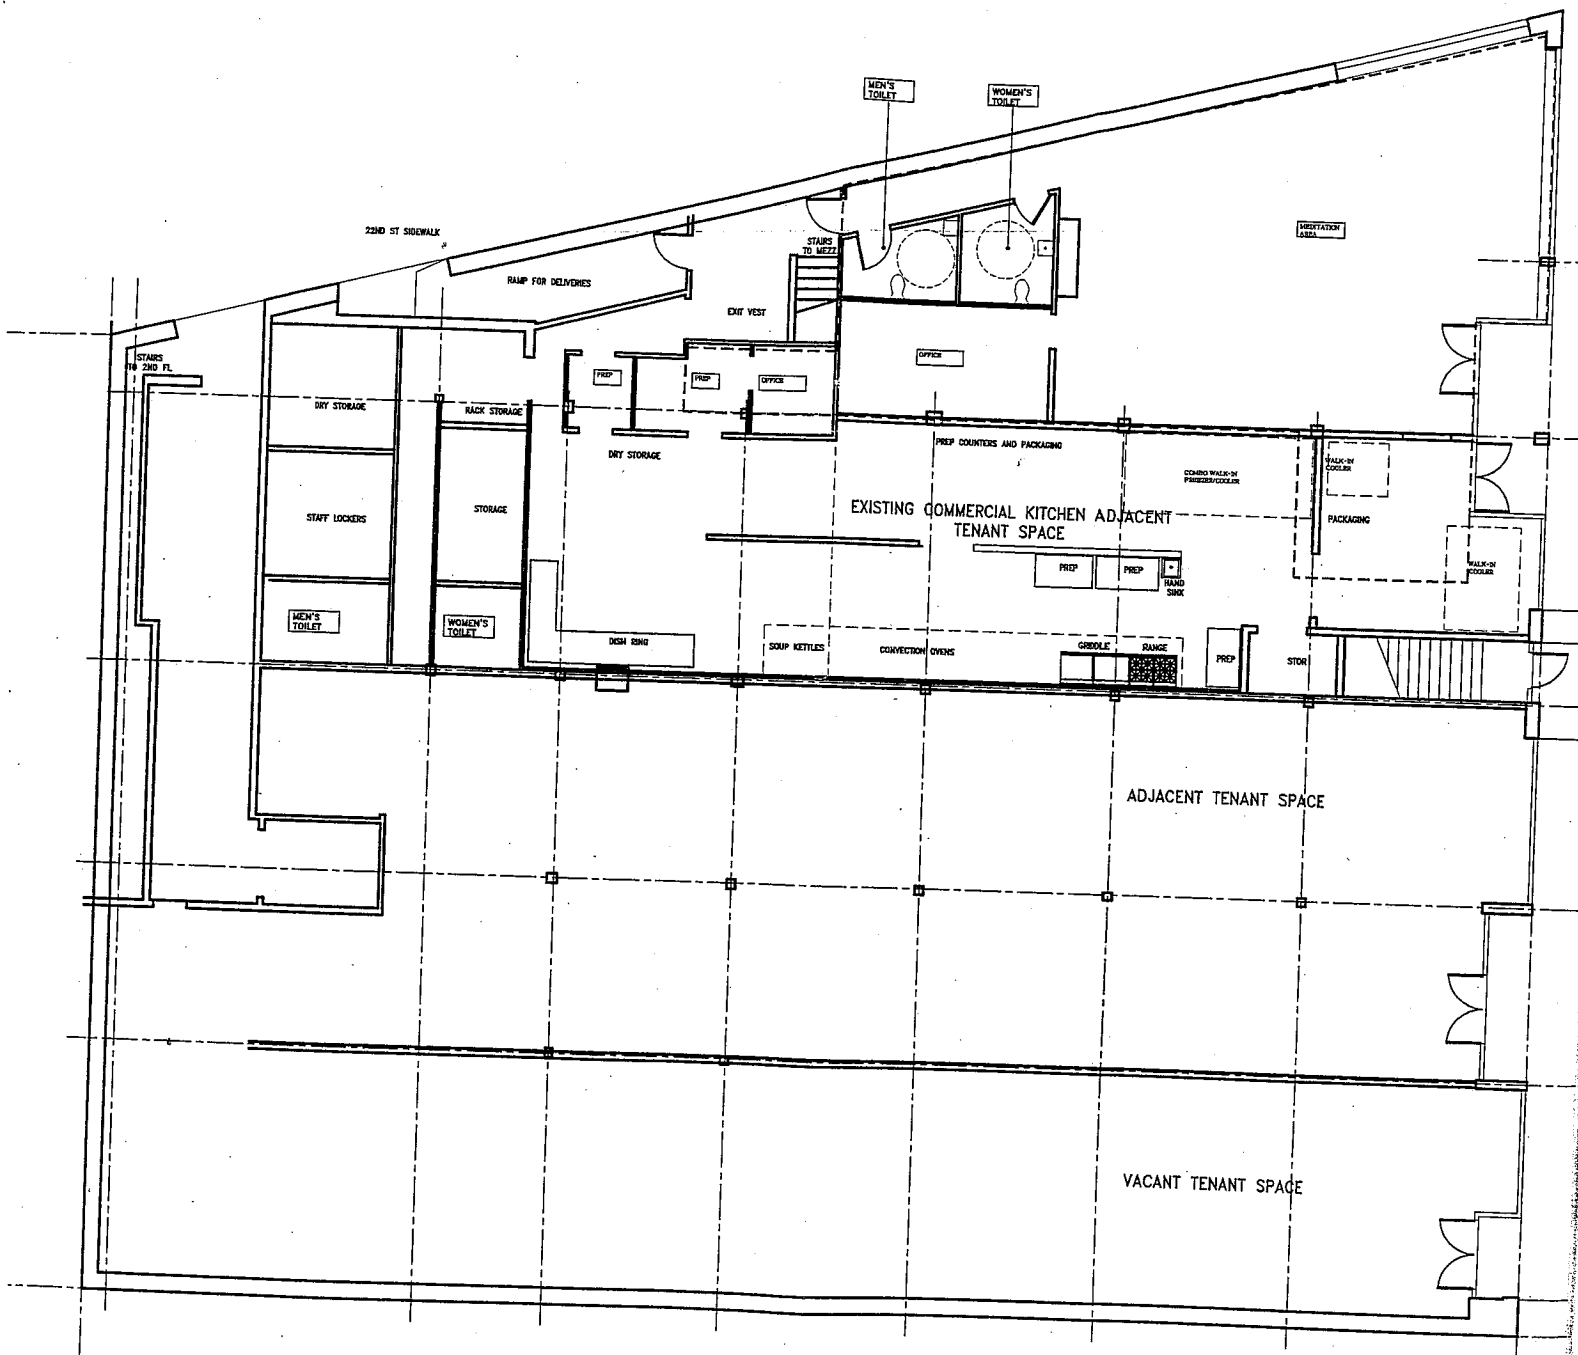 MEN'S
TOILET
WOMEN'S
TOILET
22ND ST SIDEWALK
STAIRS
TO MEZZ
MEDITATION
AREA
RAMP FOR DELIVERIES
EXIT VEST
STAIRS
TO 2ND FL
OFFICE
PREP
PREP
OFFICE
DRY STORAGE
RACK STORAGE
PREP COUNTERS AND PACKAGING
DRY STORAGE
WALK-IN
COOLER
COMBO WALK-IN
FREEZER/COOLER
EXISTING COMMERCIAL KITCHEN ADJACENT
TENANT SPACE
STORAGE
STAFF LOCKERS
PACKAGING
PREP
PREP
HAND
SINK
WALK-IN
COOLER
MEN'S
TOILET
WOMEN'S
TOILET
DISH RING
SOUP KETTLES
CONVECTION OVENS
GRIDDLE
RANGE
PREP
STOR
ADJACENT TENANT SPACE
VACANT TENANT SPACE